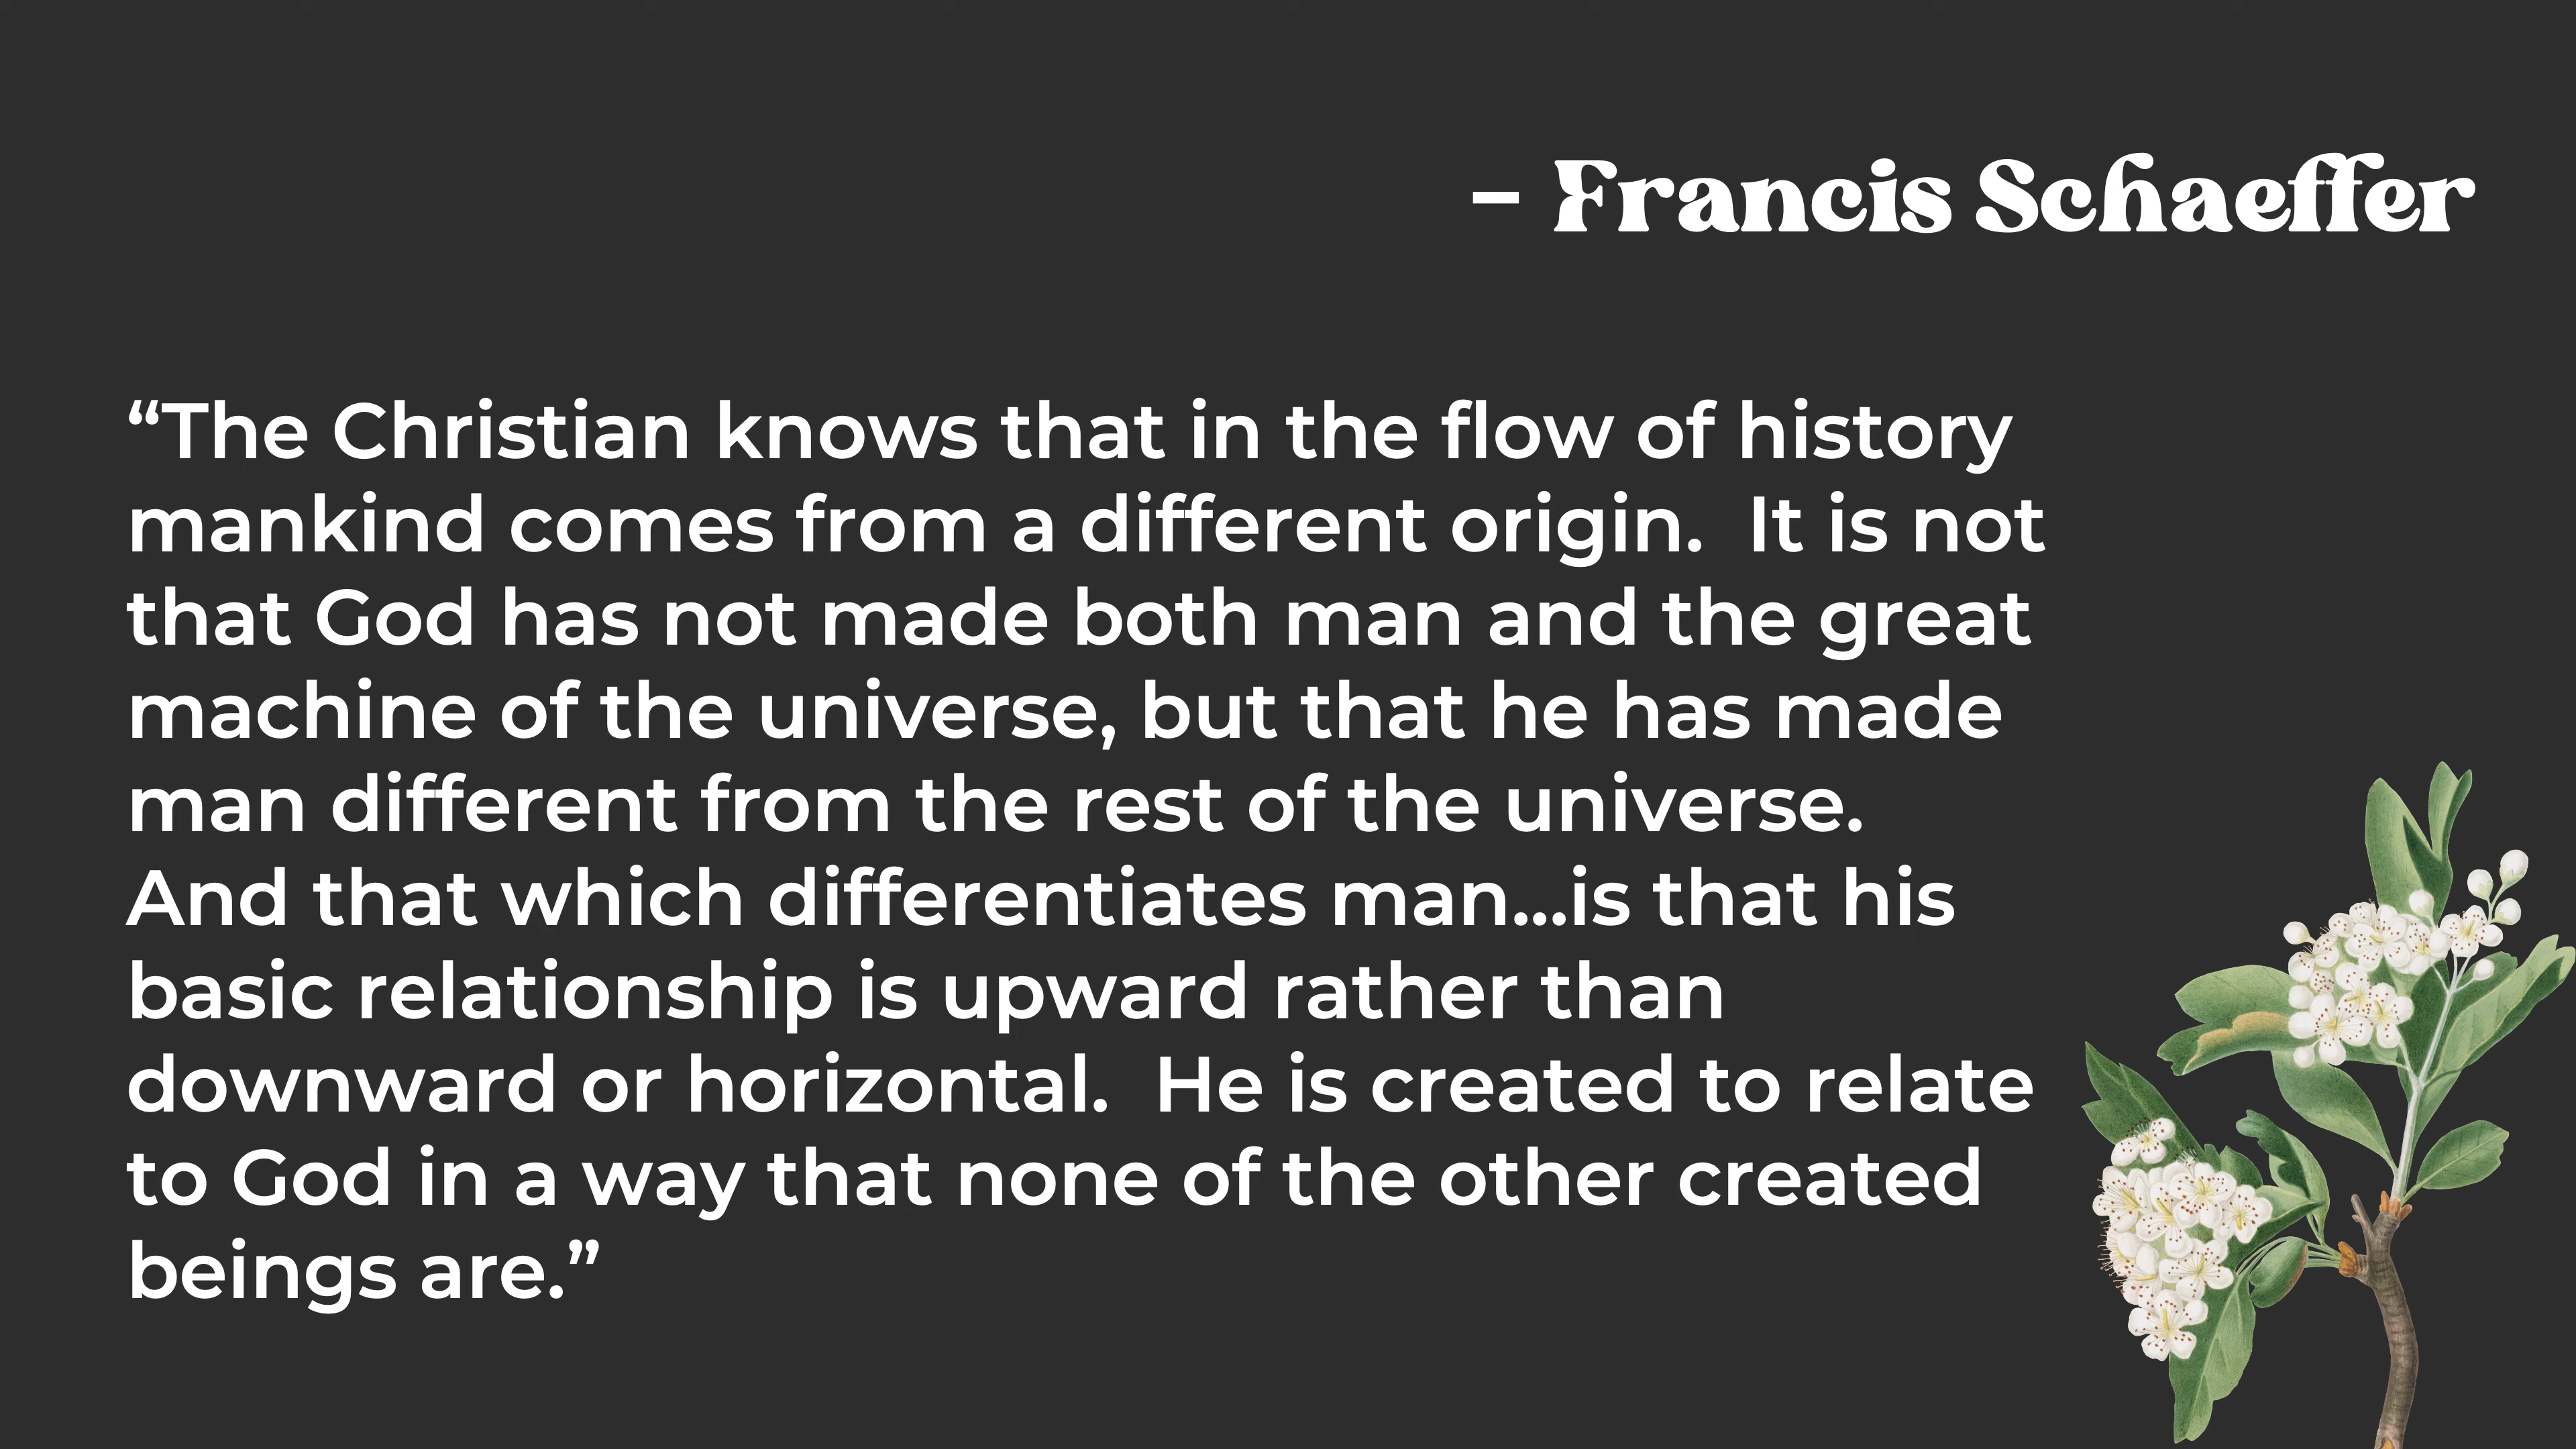 - Francis Schaeffer
“The Christian knows that in the flow of history
mankind comes from a different origin.  It is not
that God has not made both man and the great
machine of the universe, but that he has made
man different from the rest of the universe.
And that which differentiates man...is that his
basic relationship is upward rather than
downward or horizontal.  He is created to relate
to God in a way that none of the other created
beings are.”